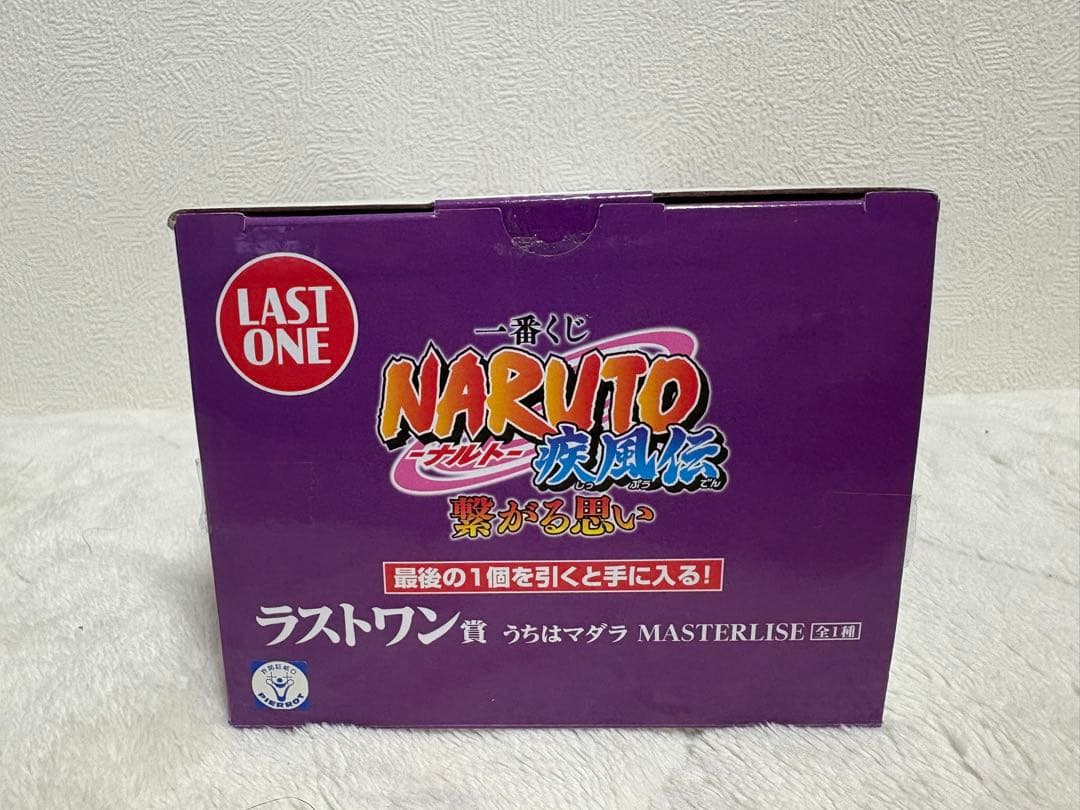 LAST
ONE
一番くじ
NARUTO
-ナルト-
疾風伝
しっ ぷう でん
繋がる思い
最後の1個を引くと手に入る!
ラストワン賞 うちはマダラ MASTERLISE 全1種
PIERROT